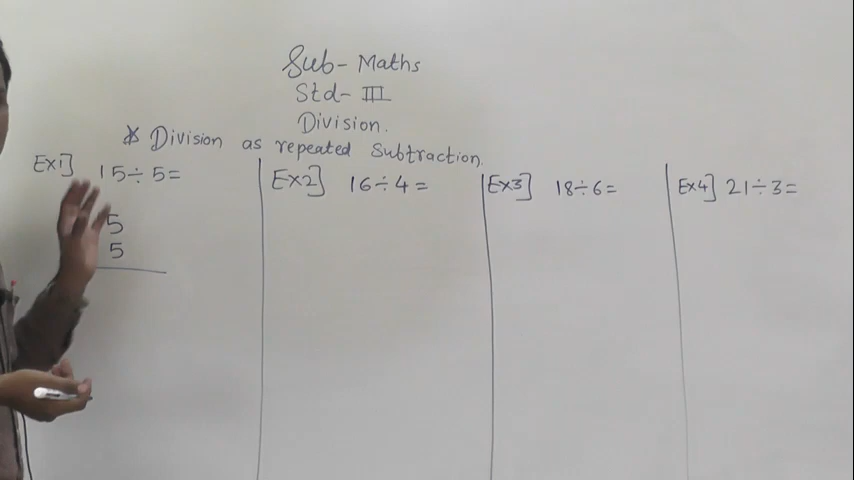 Sub- Maths
Std- III
Division.
* Division as repeated Subtraction.
Ex1] 15÷5=
5
5
Ex2] 16÷4=
Ex3] 18÷6=
Ex4] 21÷3=